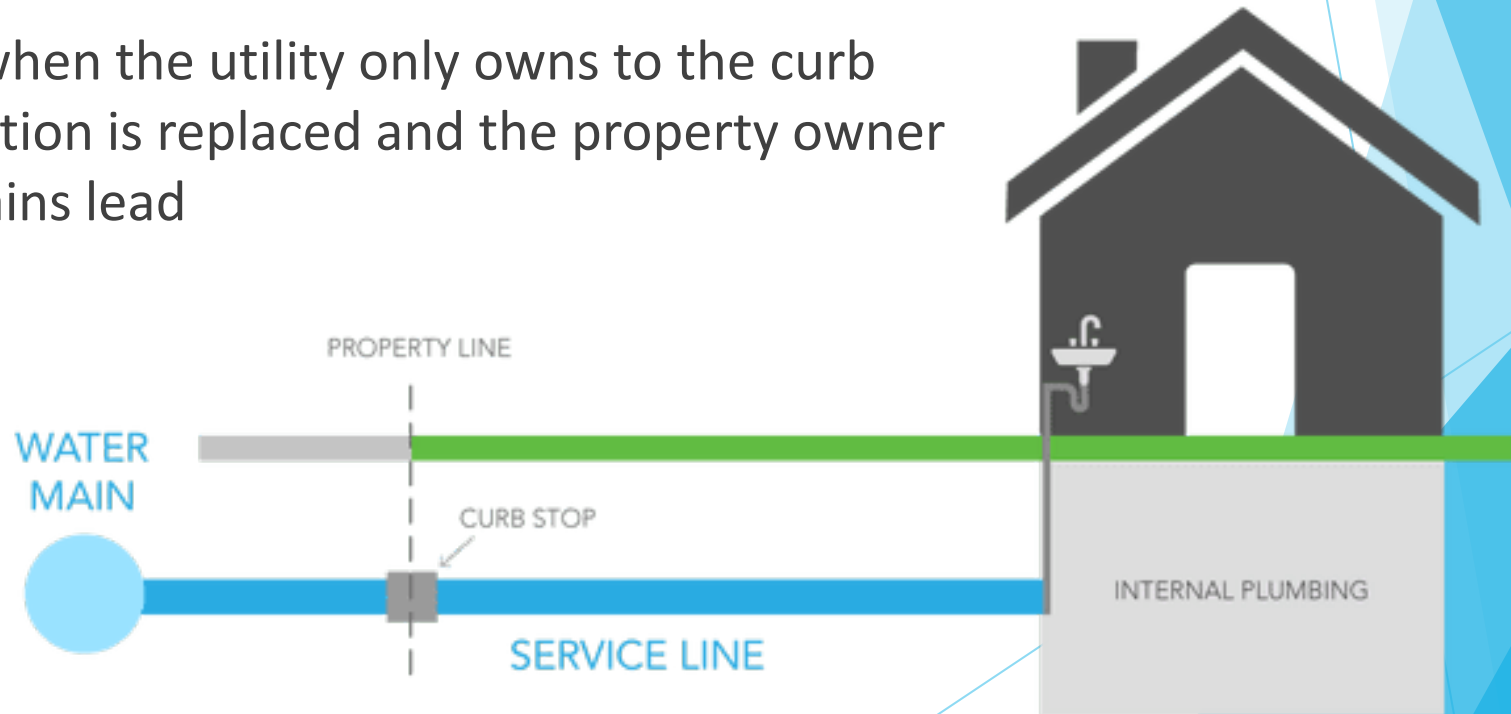 when the utility only owns to the curb
tion is replaced and the property owner
ins lead
PROPERTY LINE
WATER
MAIN
CURB STOP
INTERNAL PLUMBING
SERVICE LINE